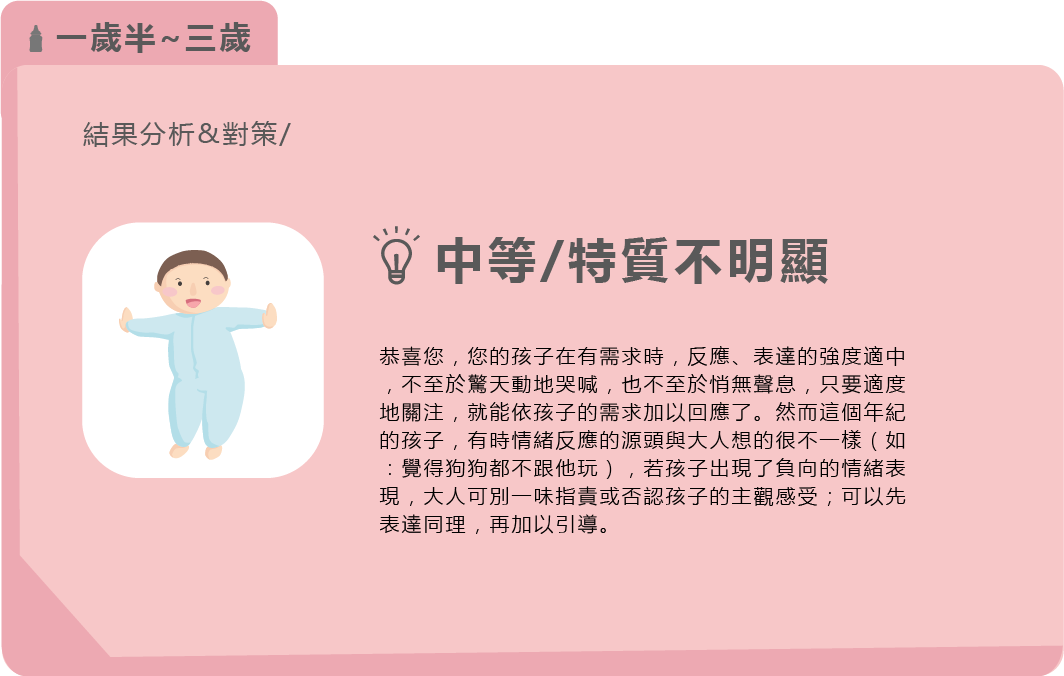 一歲半~三歲
結果分析&對策/
中等/特質不明顯
恭喜您，您的孩子在有需求時，反應、表達的強度適中
，不至於驚天動地哭喊，也不至於悄無聲息，只要適度
地關注，就能依孩子的需求加以回應了。然而這個年紀
的孩子，有時情緒反應的源頭與大人想的很不一樣（如
：覺得狗狗都不跟他玩），若孩子出現了負向的情緒表
現，大人可別一味指責或否認孩子的主觀感受；可以先
表達同理，再加以引導。